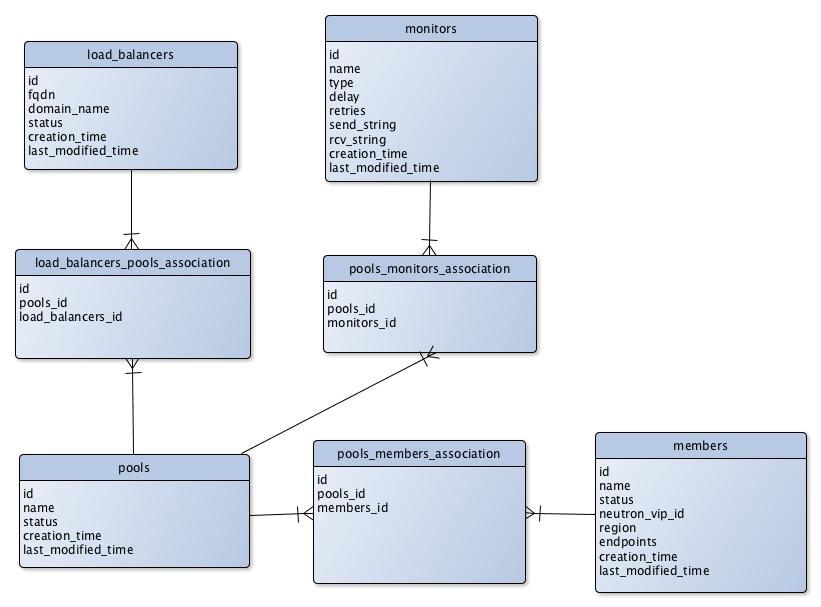 load_balancers
id
fqdn
domain_name
status
creation_time
last_modified_time
monitors
id
name
type
delay
retries
send_string
rcv_string
creation_time
last_modified_time
load_balancers_pools_association
id
pools_id
load_balancers_id
pools_monitors_association
id
pools_id
monitors_id
pools
id
name
status
creation_time
last_modified_time
pools_members_association
id
pools_id
members_id
members
id
name
status
neutron_vip_id
region
endpoints
creation_time
last_modified_time